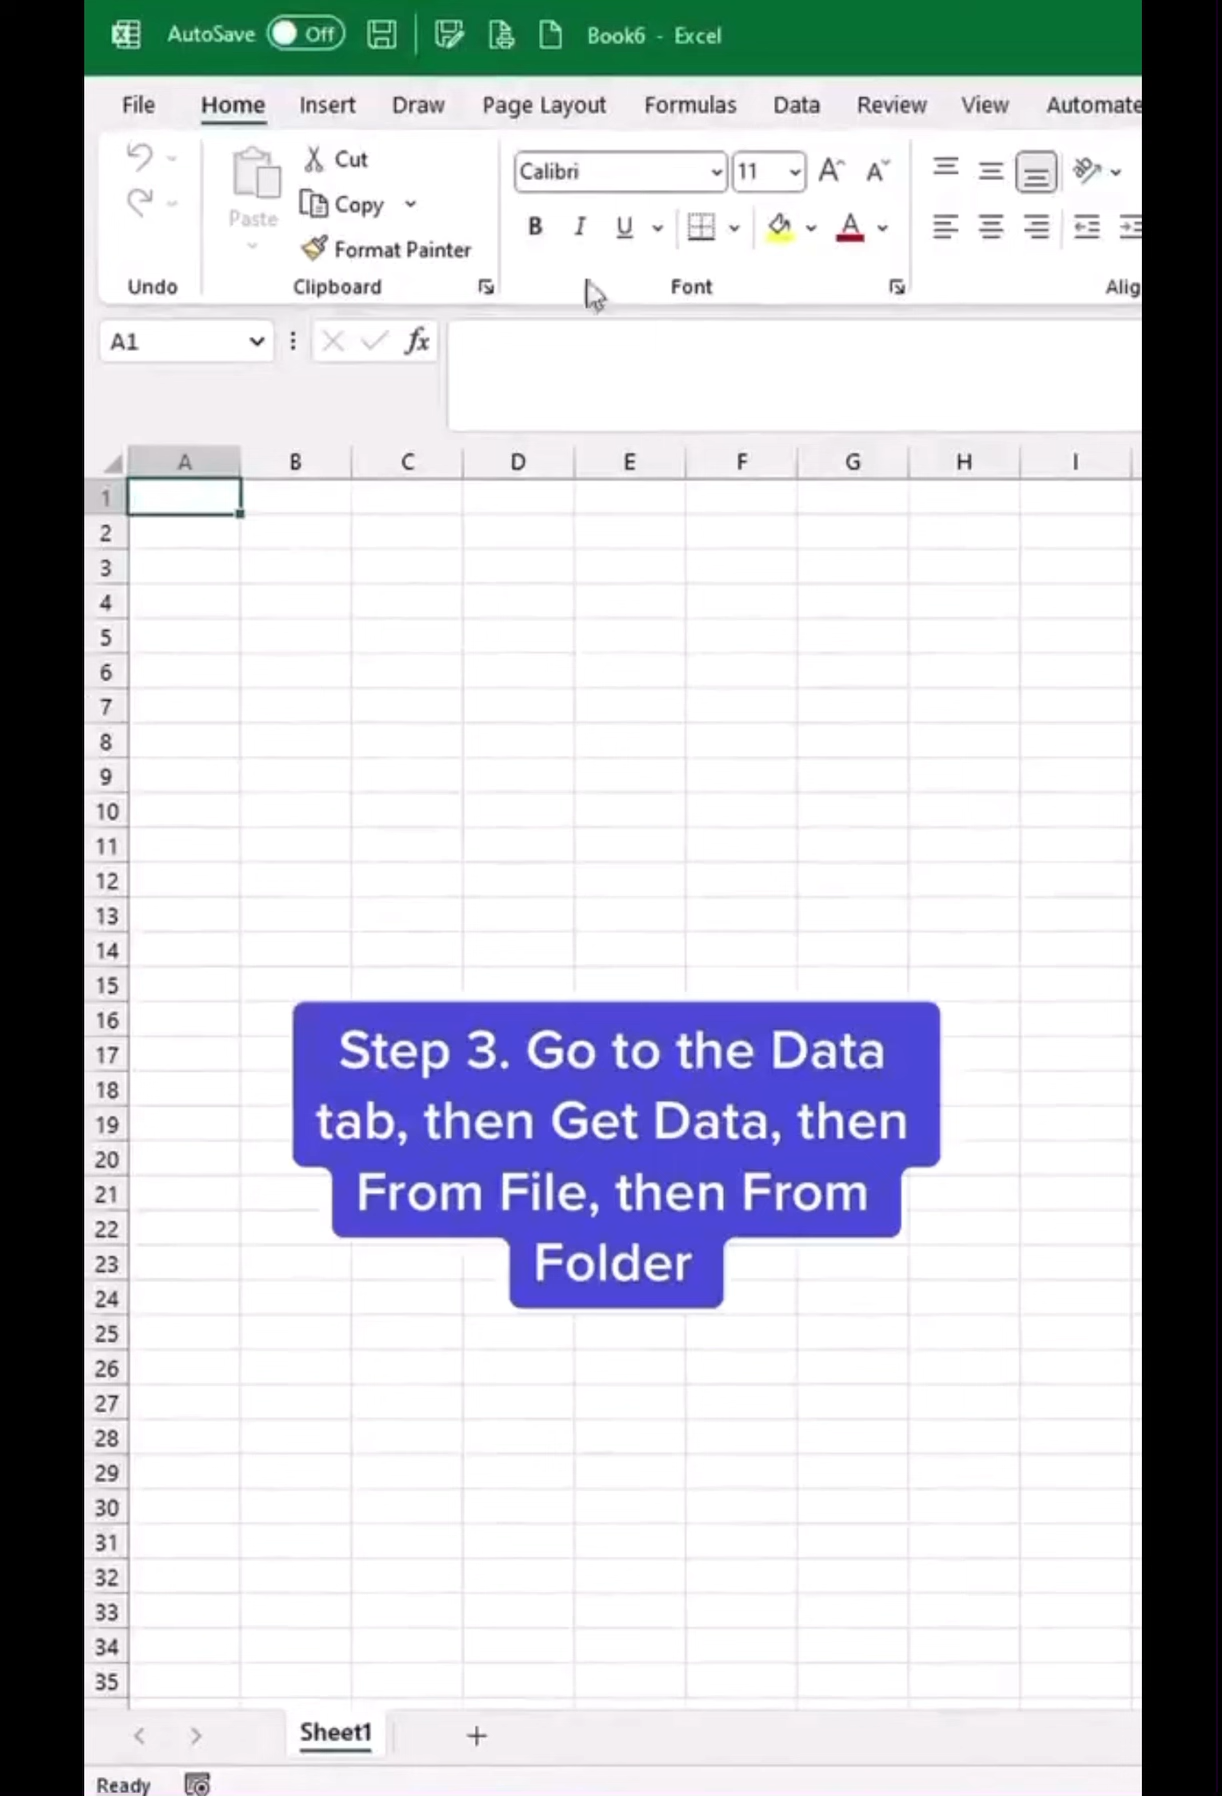 AutoSave Off Book6 - Excel
File Home Insert Draw Page Layout Formulas Data Review View Automate
Cut
Calibri 11 A A
Paste Copy
B I U A
Format Painter
Undo Clipboard Font Alig
A1 fx
A B C D E F G H I
1
2
3
4
5
6
7
8
9
10
11
12
13
14
15
16
17
18
19
20
21
22
23
24
25
26
27
28
29
30
31
32
33
34
35
Step 3. Go to the Data
tab, then Get Data, then
From File, then From
Folder
Sheet1
Ready